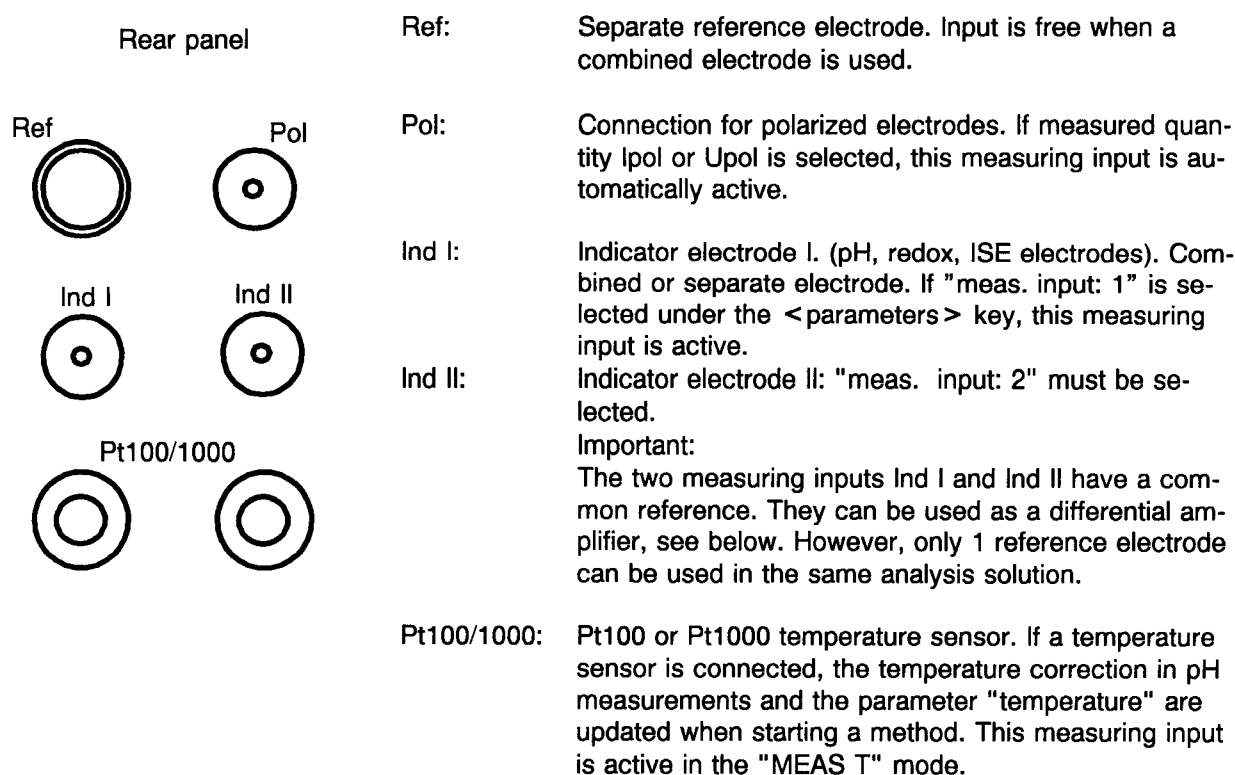 Rear panel
Ref
Pol
Ind I
Ind II
Pt100/1000
Ref:
Separate reference electrode. Input is free when a
combined electrode is used.
Pol:
Connection for polarized electrodes. If measured quan-
tity Ipol or Upol is selected, this measuring input is au-
tomatically active.
Ind I:
Indicator electrode I. (pH, redox, ISE electrodes). Com-
bined or separate electrode. If "meas. input: 1" is se-
lected under the <parameters> key, this measuring
input is active.
Ind II:
Indicator electrode II: "meas. input: 2" must be se-
lected.
Important:
The two measuring inputs Ind I and Ind II have a com-
mon reference. They can be used as a differential am-
plifier, see below. However, only 1 reference electrode
can be used in the same analysis solution.
Pt100/1000:
Pt100 or Pt1000 temperature sensor. If a temperature
sensor is connected, the temperature correction in pH
measurements and the parameter "temperature" are
updated when starting a method. This measuring input
is active in the "MEAS T" mode.